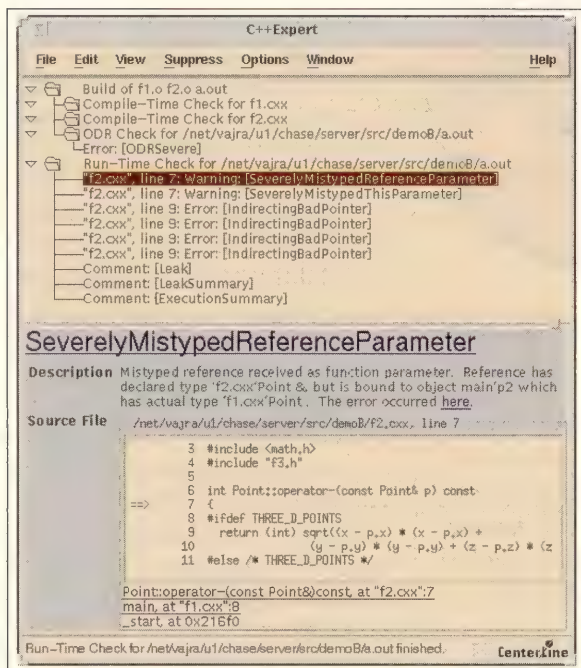 C++Expert
File Edit View Suppress Options Window Help
Build of f1.o f2.o a.out
Compile-Time Check for f1.cxx
Compile-Time Check for f2.cxx
ODR Check for /net/vajra/u1/chase/server/src/demoB/a.out
Error: [ODRSevere]
Run-Time Check for /net/vajra/u1/chase/server/src/demoB/a.out
"f2.cxx", line 7: Warning: [SeverelyMistypedReferenceParameter]
"f2.cxx", line 7: Warning: [SeverelyMistypedThisParameter]
"f2.cxx", line 9: Error: [IndirectingBadPointer]
"f2.cxx", line 9: Error: [IndirectingBadPointer]
"f2.cxx", line 9: Error: [IndirectingBadPointer]
"f2.cxx", line 9: Error: [IndirectingBadPointer]
Comment: [Leak]
Comment: [LeakSummary]
Comment: [ExecutionSummary]
SeverelyMistypedReferenceParameter
Description Mistyped reference received as function parameter. Reference has
declared type 'f2.cxx'Point &, but is bound to object main'p2 which
has actual type 'f1.cxx'Point. The error occurred here.
Source File /net/vajra/u1/chase/server/src/demoB/f2.cxx, line 7
3 #include <math.h>
4 #include "f3.h"
5
6 int Point::operator-(const Point& p) const
==> 7 {
8 #ifdef THREE_D_POINTS
9 return (int) sqrt((x - p.x) * (x - p.x) +
10 (y - p.y) * (y - p.y) + (z - p.z) * (z
11 #else /* THREE_D_POINTS */
Point::operator-(const Point&)const, at "f2.cxx":7
main, at "f1.cxx":8
_start, at 0x216f0
Run-Time Check for /net/vajra/u1/chase/server/src/demoB/a.out finished.
CenterLine